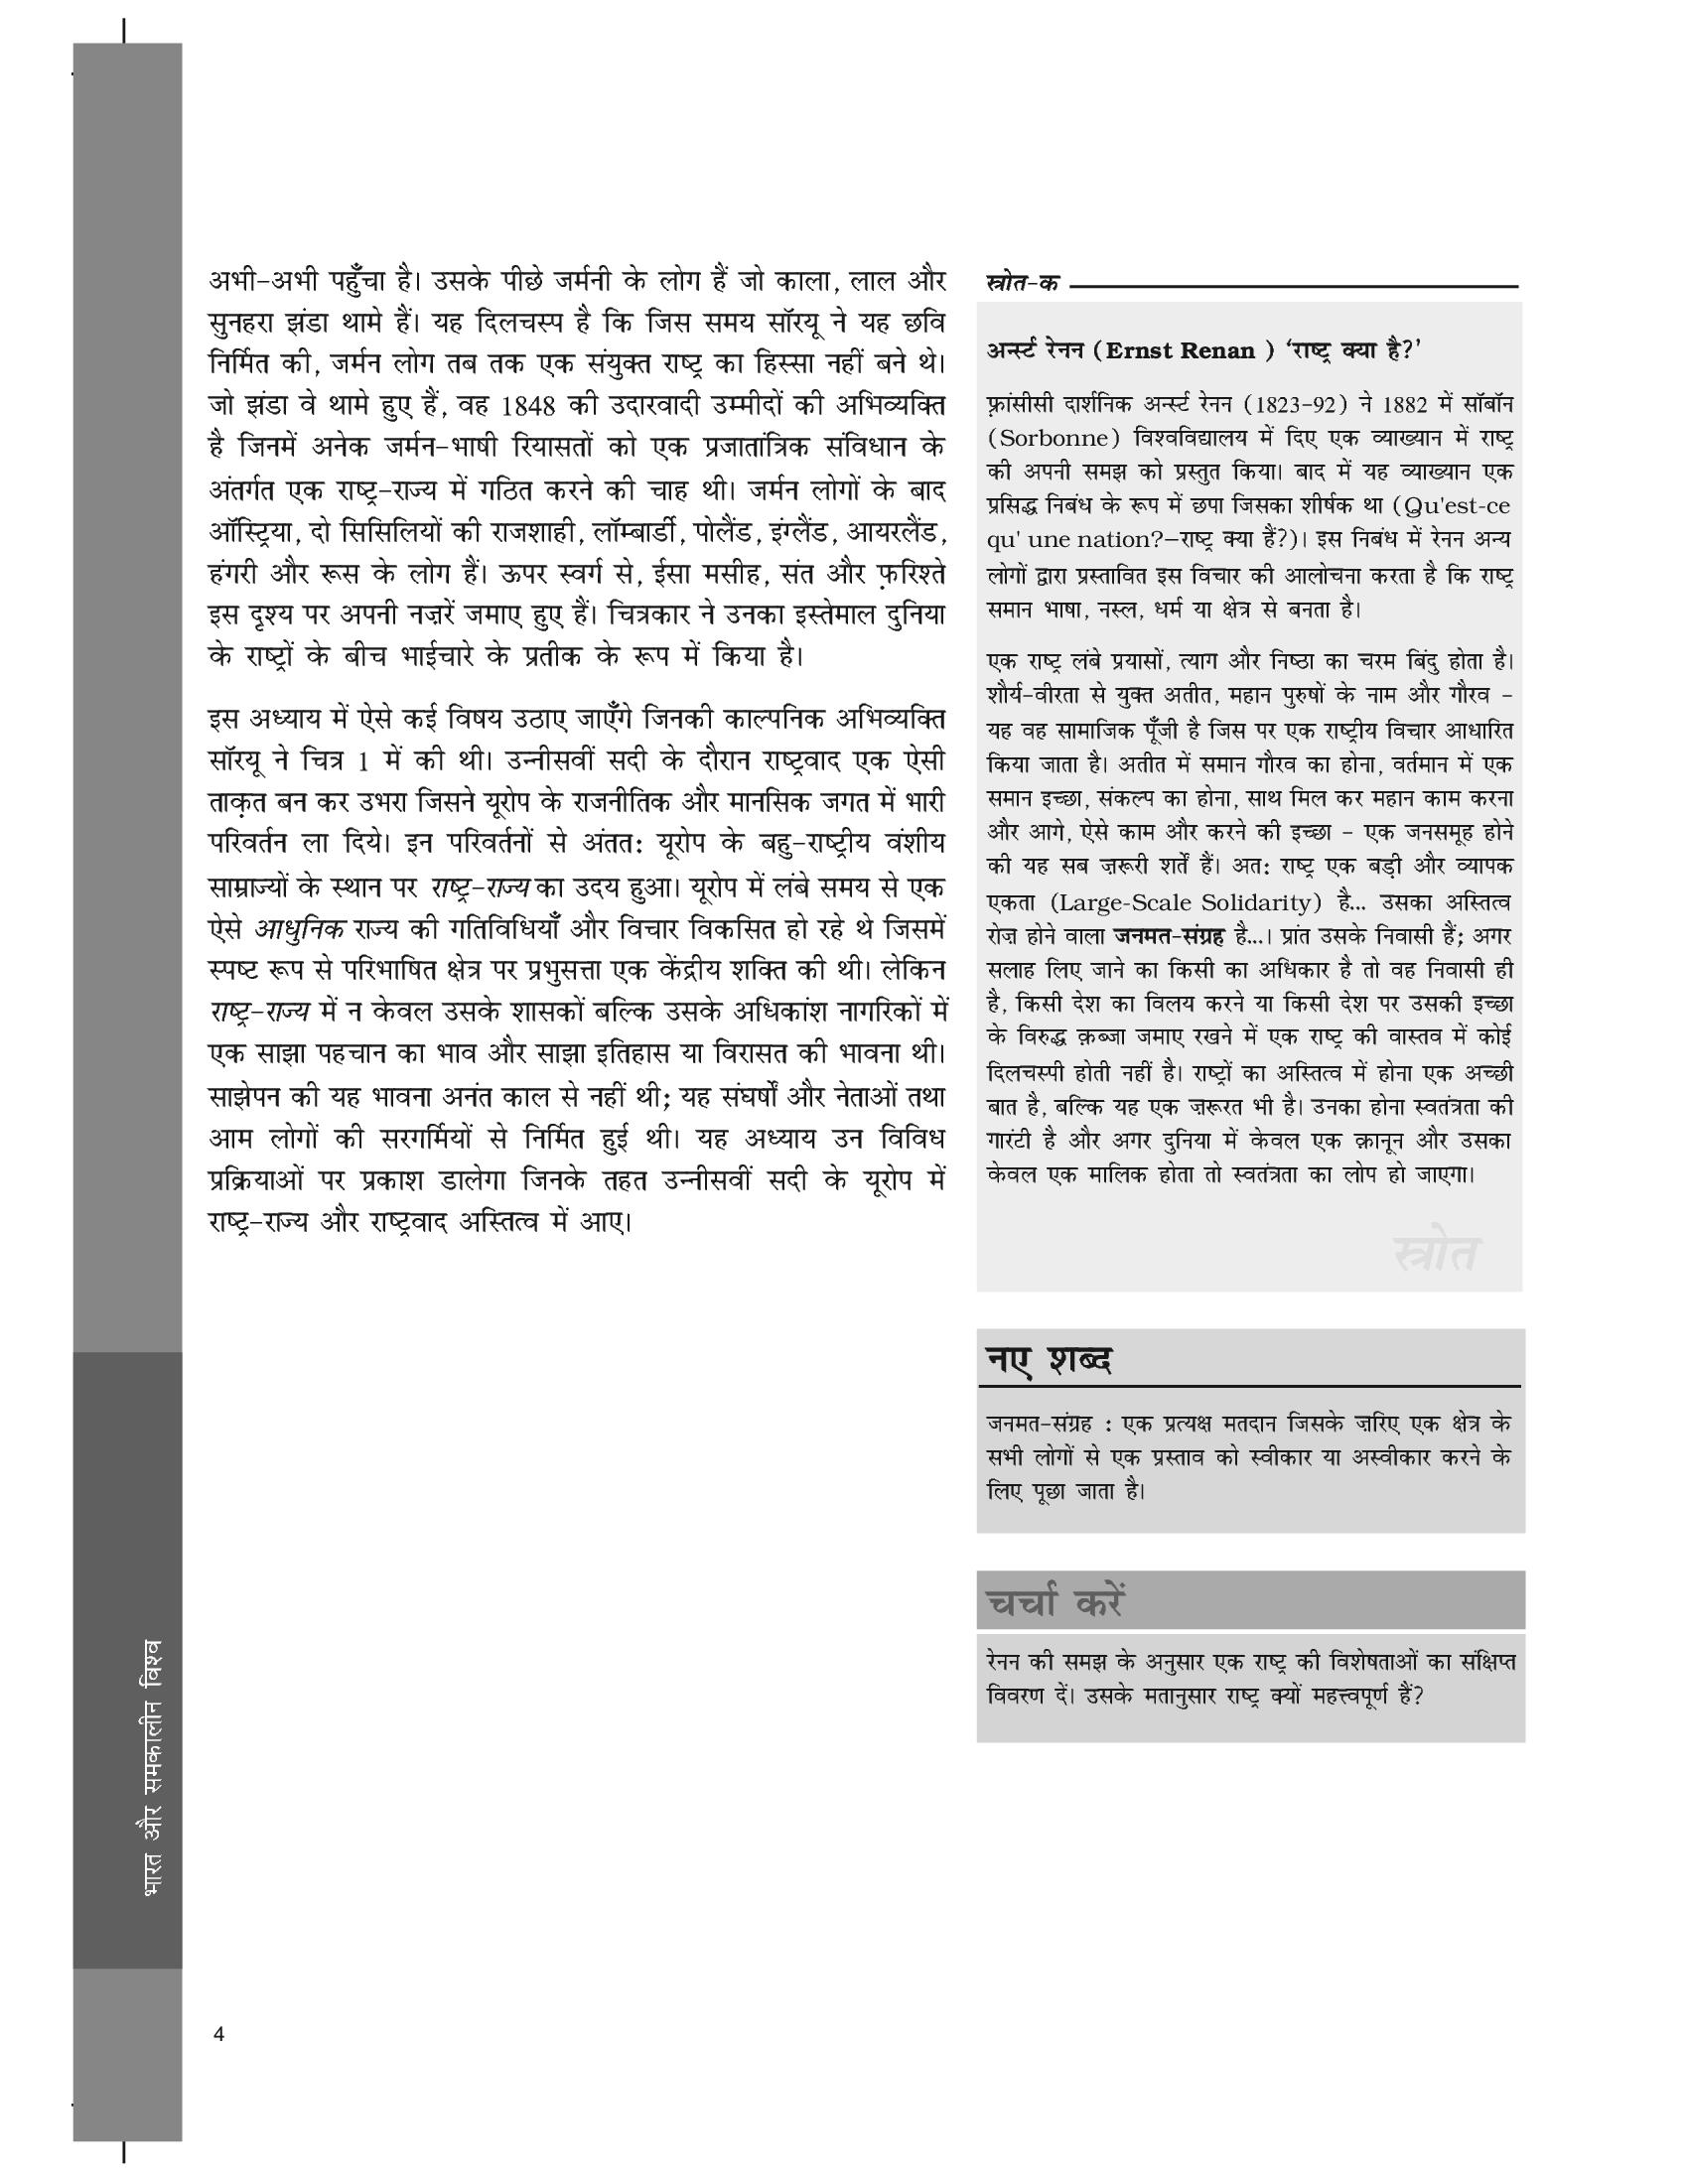 अभी-अभी पहुँचा है। उसके पीछे जर्मनी के लोग हैं जो काला, लाल और
सुनहरा झंडा थामे हैं। यह दिलचस्प है कि जिस समय सॉरयू ने यह छवि
निर्मित की, जर्मन लोग तब तक एक संयुक्त राष्ट्र का हिस्सा नहीं बने थे।
जो झंडा वे थामे हुए हैं, वह 1848 की उदारवादी उम्मीदों की अभिव्यक्ति
है जिनमें अनेक जर्मन-भाषी रियासतों को एक प्रजातांत्रिक संविधान के
अंतर्गत एक राष्ट्र-राज्य में गठित करने की चाह थी। जर्मन लोगों के बाद
ऑस्ट्रिया, दो सिसिलियों की राजशाही, लॉम्बार्डी, पोलैंड, इंग्लैंड, आयरलैंड,
हंगरी और रूस के लोग हैं। ऊपर स्वर्ग से, ईसा मसीह, संत और फ़रिश्ते
इस दृश्य पर अपनी नज़रें जमाए हुए हैं। चित्रकार ने उनका इस्तेमाल दुनिया
के राष्ट्रों के बीच भाईचारे के प्रतीक के रूप में किया है।
इस अध्याय में ऐसे कई विषय उठाए जाएँगे जिनकी काल्पनिक अभिव्यक्ति
सॉरयू ने चित्र 1 में की थी। उन्नीसवीं सदी के दौरान राष्ट्रवाद एक ऐसी
ताक़त बन कर उभरा जिसने यूरोप के राजनीतिक और मानसिक जगत में भारी
परिवर्तन ला दिये। इन परिवर्तनों से अंतत: यूरोप के बहु-राष्ट्रीय वंशीय
साम्राज्यों के स्थान पर राष्ट्र-राज्य का उदय हुआ। यूरोप में लंबे समय से एक
ऐसे आधुनिक राज्य की गतिविधियाँ और विचार विकसित हो रहे थे जिसमें
स्पष्ट रूप से परिभाषित क्षेत्र पर प्रभुसत्ता एक केंद्रीय शक्ति की थी। लेकिन
राष्ट्र-राज्य में न केवल उसके शासकों बल्कि उसके अधिकांश नागरिकों में
एक साझा पहचान का भाव और साझा इतिहास या विरासत की भावना थी।
साझेपन की यह भावना अनंत काल से नहीं थी; यह संघर्षों और नेताओं तथा
आम लोगों की सरगर्मियों से निर्मित हुई थी। यह अध्याय उन विविध
प्रक्रियाओं पर प्रकाश डालेगा जिनके तहत उन्नीसवीं सदी के यूरोप में
राष्ट्र-राज्य और राष्ट्रवाद अस्तित्व में आए।
स्रोत-क
अर्न्स्ट रेनन (Ernst Renan ) ‘राष्ट्र क्या है?’
फ़्रांसीसी दार्शनिक अर्न्स्ट रेनन (1823-92) ने 1882 में सॉबॉन
(Sorbonne) विश्वविद्यालय में दिए एक व्याख्यान में राष्ट्र
की अपनी समझ को प्रस्तुत किया। बाद में यह व्याख्यान एक
प्रसिद्ध निबंध के रूप में छपा जिसका शीर्षक था (Qu'est-ce
qu' une nation?–राष्ट्र क्या हैं?)। इस निबंध में रेनन अन्य
लोगों द्वारा प्रस्तावित इस विचार की आलोचना करता है कि राष्ट्र
समान भाषा, नस्ल, धर्म या क्षेत्र से बनता है।
एक राष्ट्र लंबे प्रयासों, त्याग और निष्ठा का चरम बिंदु होता है।
शौर्य-वीरता से युक्त अतीत, महान पुरुषों के नाम और गौरव -
यह वह सामाजिक पूँजी है जिस पर एक राष्ट्रीय विचार आधारित
किया जाता है। अतीत में समान गौरव का होना, वर्तमान में एक
समान इच्छा, संकल्प का होना, साथ मिल कर महान काम करना
और आगे, ऐसे काम और करने की इच्छा - एक जनसमूह होने
की यह सब ज़रूरी शर्तें हैं। अत: राष्ट्र एक बड़ी और व्यापक
एकता (Large-Scale Solidarity) है... उसका अस्तित्व
रोज़ होने वाला जनमत-संग्रह है...। प्रांत उसके निवासी हैं; अगर
सलाह लिए जाने का किसी का अधिकार है तो वह निवासी ही
है, किसी देश का विलय करने या किसी देश पर उसकी इच्छा
के विरुद्ध क़ब्जा जमाए रखने में एक राष्ट्र की वास्तव में कोई
दिलचस्पी होती नहीं है। राष्ट्रों का अस्तित्व में होना एक अच्छी
बात है, बल्कि यह एक ज़रूरत भी है। उनका होना स्वतंत्रता की
गारंटी है और अगर दुनिया में केवल एक क़ानून और उसका
केवल एक मालिक होता तो स्वतंत्रता का लोप हो जाएगा।
स्त्रोत
नए शब्द
जनमत-संग्रह : एक प्रत्यक्ष मतदान जिसके ज़रिए एक क्षेत्र के
सभी लोगों से एक प्रस्ताव को स्वीकार या अस्वीकार करने के
लिए पूछा जाता है।
चर्चा करें
रेनन की समझ के अनुसार एक राष्ट्र की विशेषताओं का संक्षिप्त
विवरण दें। उसके मतानुसार राष्ट्र क्यों महत्त्वपूर्ण हैं?
भारत और समकालीन विश्व
4